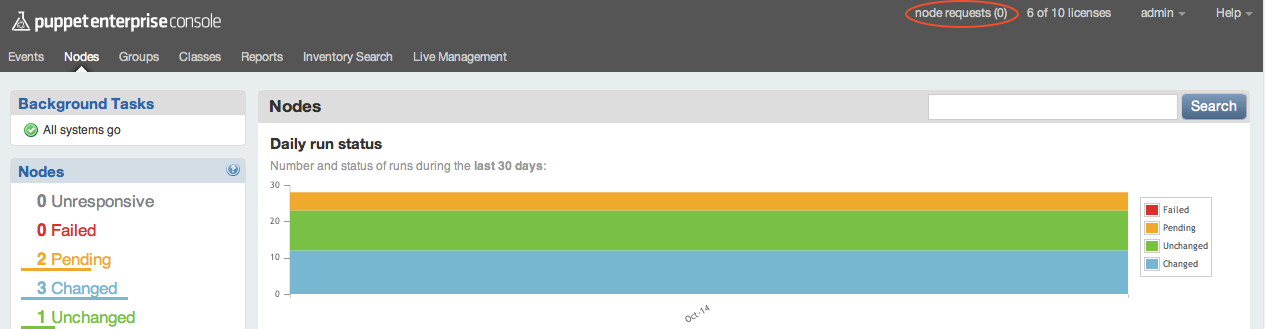 puppet enterprise console
node requests (0) 6 of 10 licenses admin Help
Events Nodes Groups Classes Reports Inventory Search Live Management
Background Tasks
All systems go
Nodes
?
0 Unresponsive
0 Failed
2 Pending
3 Changed
1 Unchanged
Nodes
Search
Daily run status
Number and status of runs during the last 30 days:
30
20
10
0
Oct-14
Failed
Pending
Unchanged
Changed